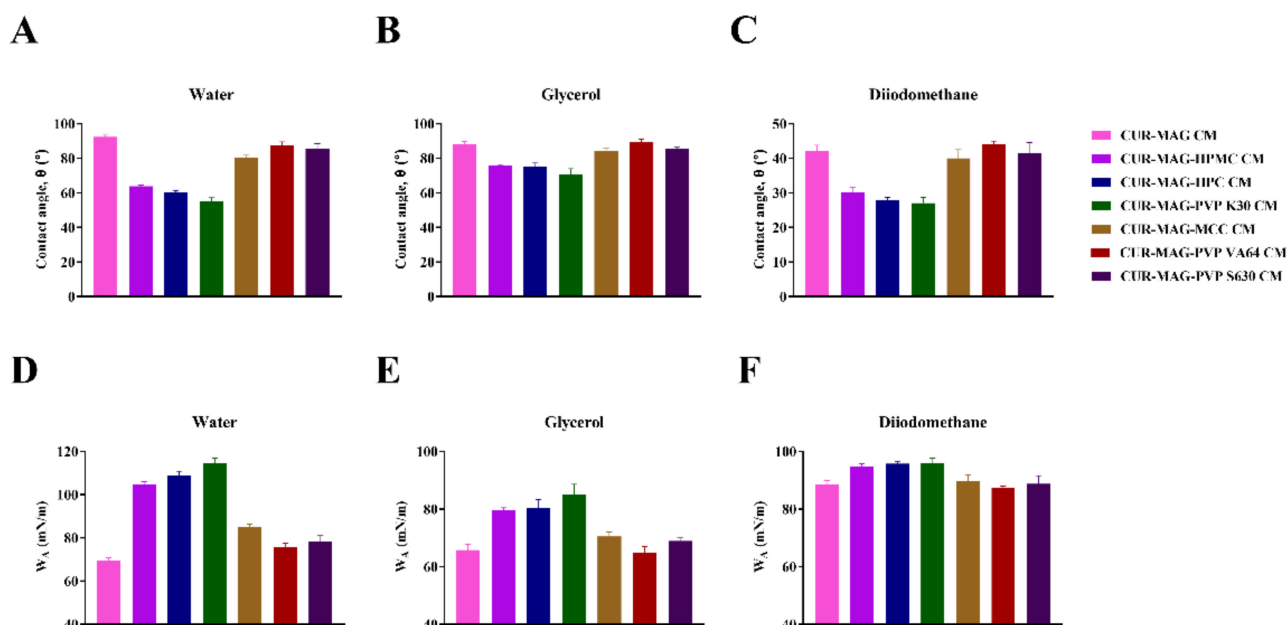 A
B
C
Water
Glycerol
Diiodomethane
Contact angle, θ (°)
100
80
60
40
20
0
Contact angle, θ (°)
100
80
60
40
20
0
Contact angle, θ (°)
50
40
30
20
10
0
CUR-MAG CM
CUR-MAG-HPMC CM
CUR-MAG-HPC CM
CUR-MAG-PVP K30 CM
CUR-MAG-MCC CM
CUR-MAG-PVP VA64 CM
CUR-MAG-PVP S630 CM
D
E
F
Water
Glycerol
Diiodomethane
WA (mN/m)
120
100
80
60
40
WA (mN/m)
100
80
60
40
WA (mN/m)
100
80
60
40